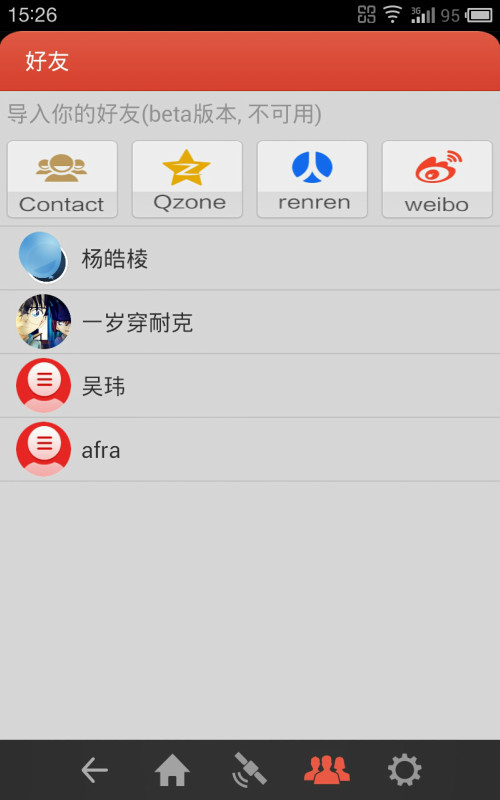 15:26
3G
95
好友
导入你的好友(beta版本, 不可用)
Contact
Qzone
renren
weibo
杨皓棱
一岁穿耐克
吴玮
afra